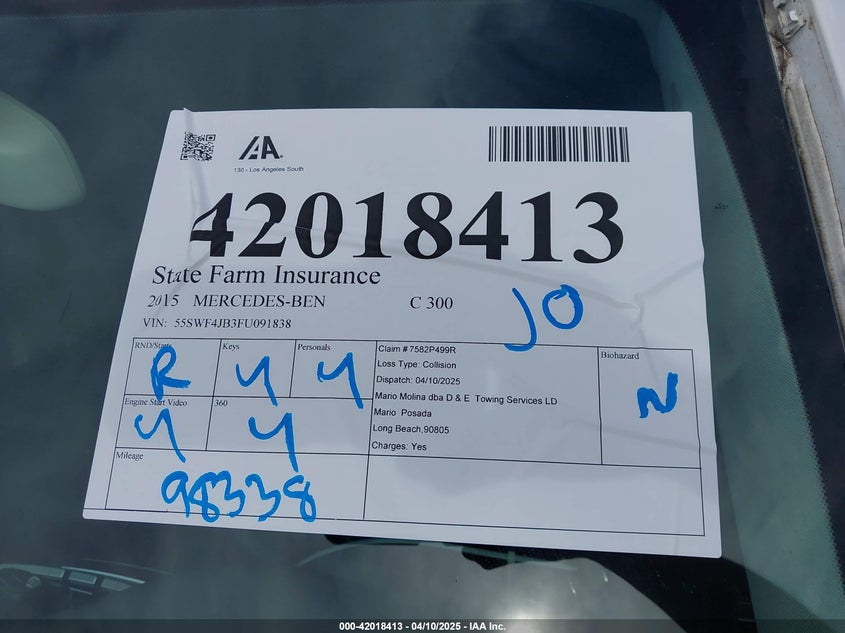 IAA.
130 - Los Angeles South
42018413
State Farm Insurance
2015 MERCEDES-BEN C 300
JO
VIN: 55SWF4JB3FU091838
RND/Starts Keys Personals
R Y Y
Engine Start Video 360
Y Y
Mileage
98338
Claim # 7582P499R
Loss Type: Collision
Dispatch: 04/10/2025
Mario Molina dba D & E Towing Services LD
Mario Posada
Long Beach,90805
Charges: Yes
Biohazard
N
000-42018413 - 04/10/2025 - IAA Inc.